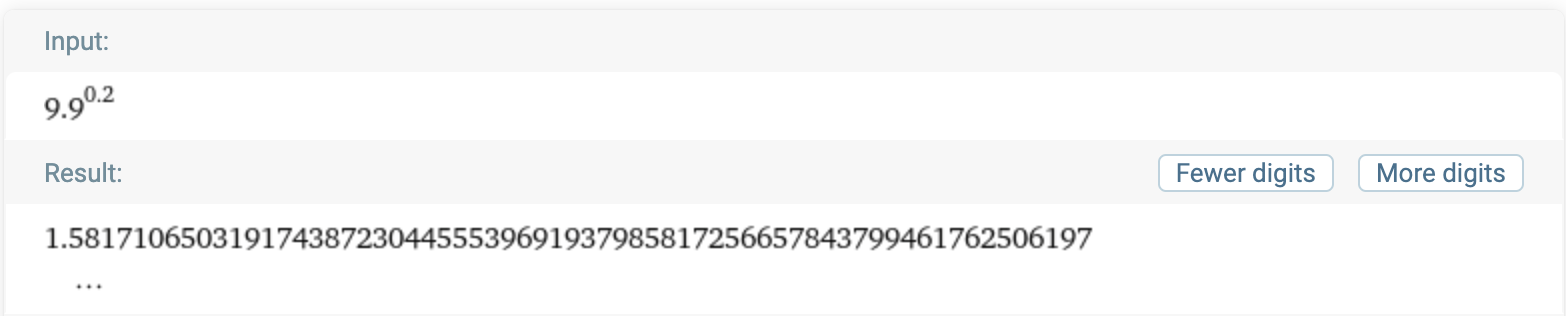 Input:
9.9^0.2
Result:
Fewer digits
More digits
1.5817106503191743872304455539691937985817256657843799461762506197
...